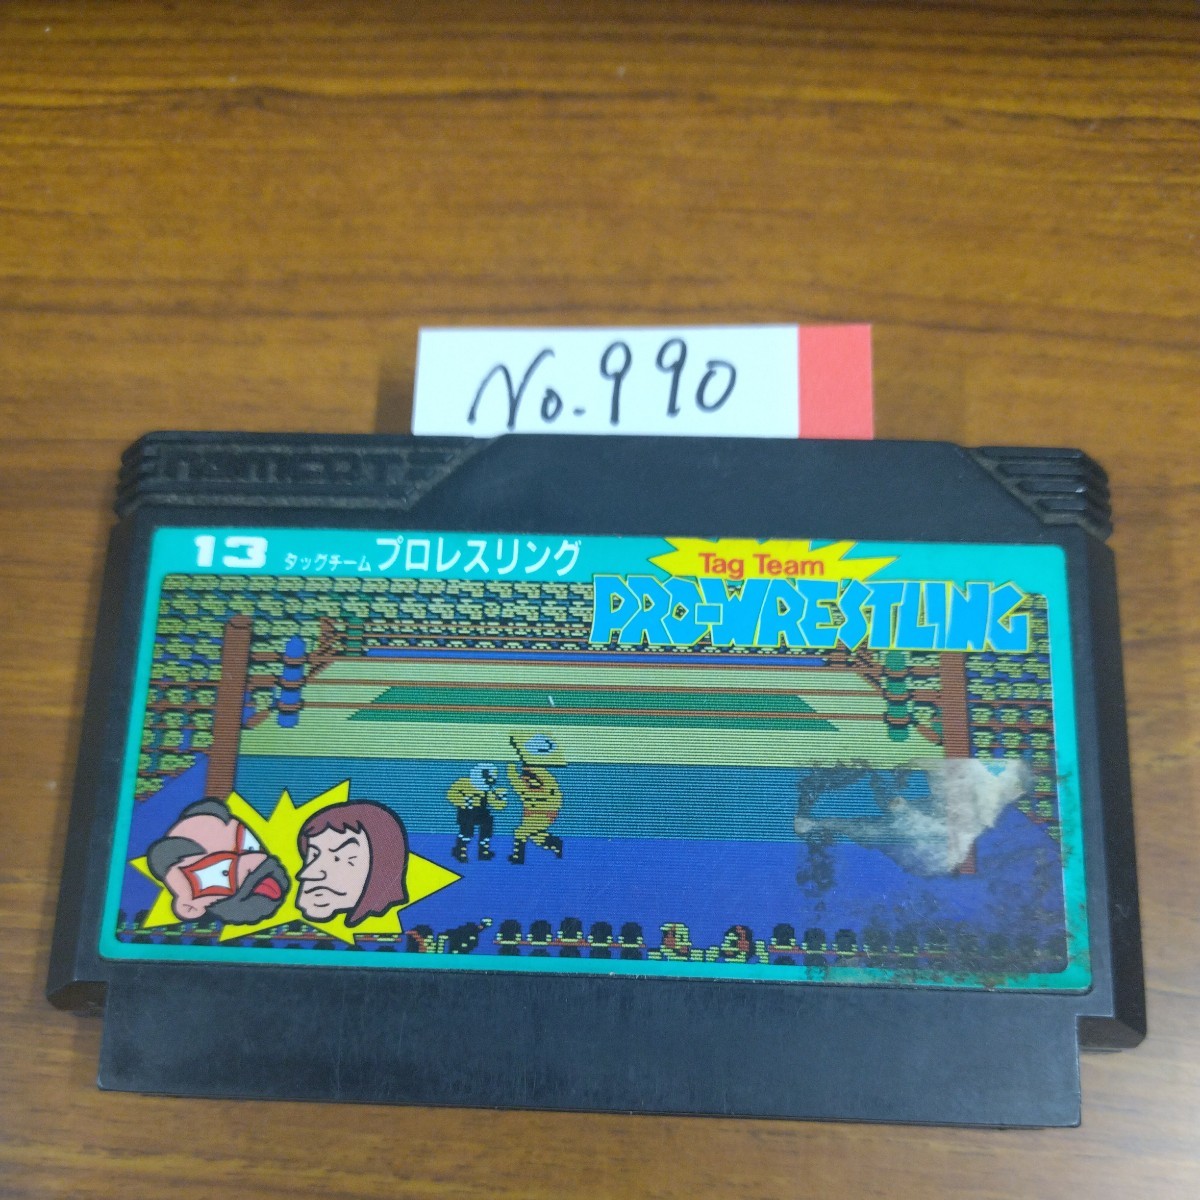 No.990
namcot
13 タッグチーム プロレスリング
Tag Team
PRO-WRESTLING